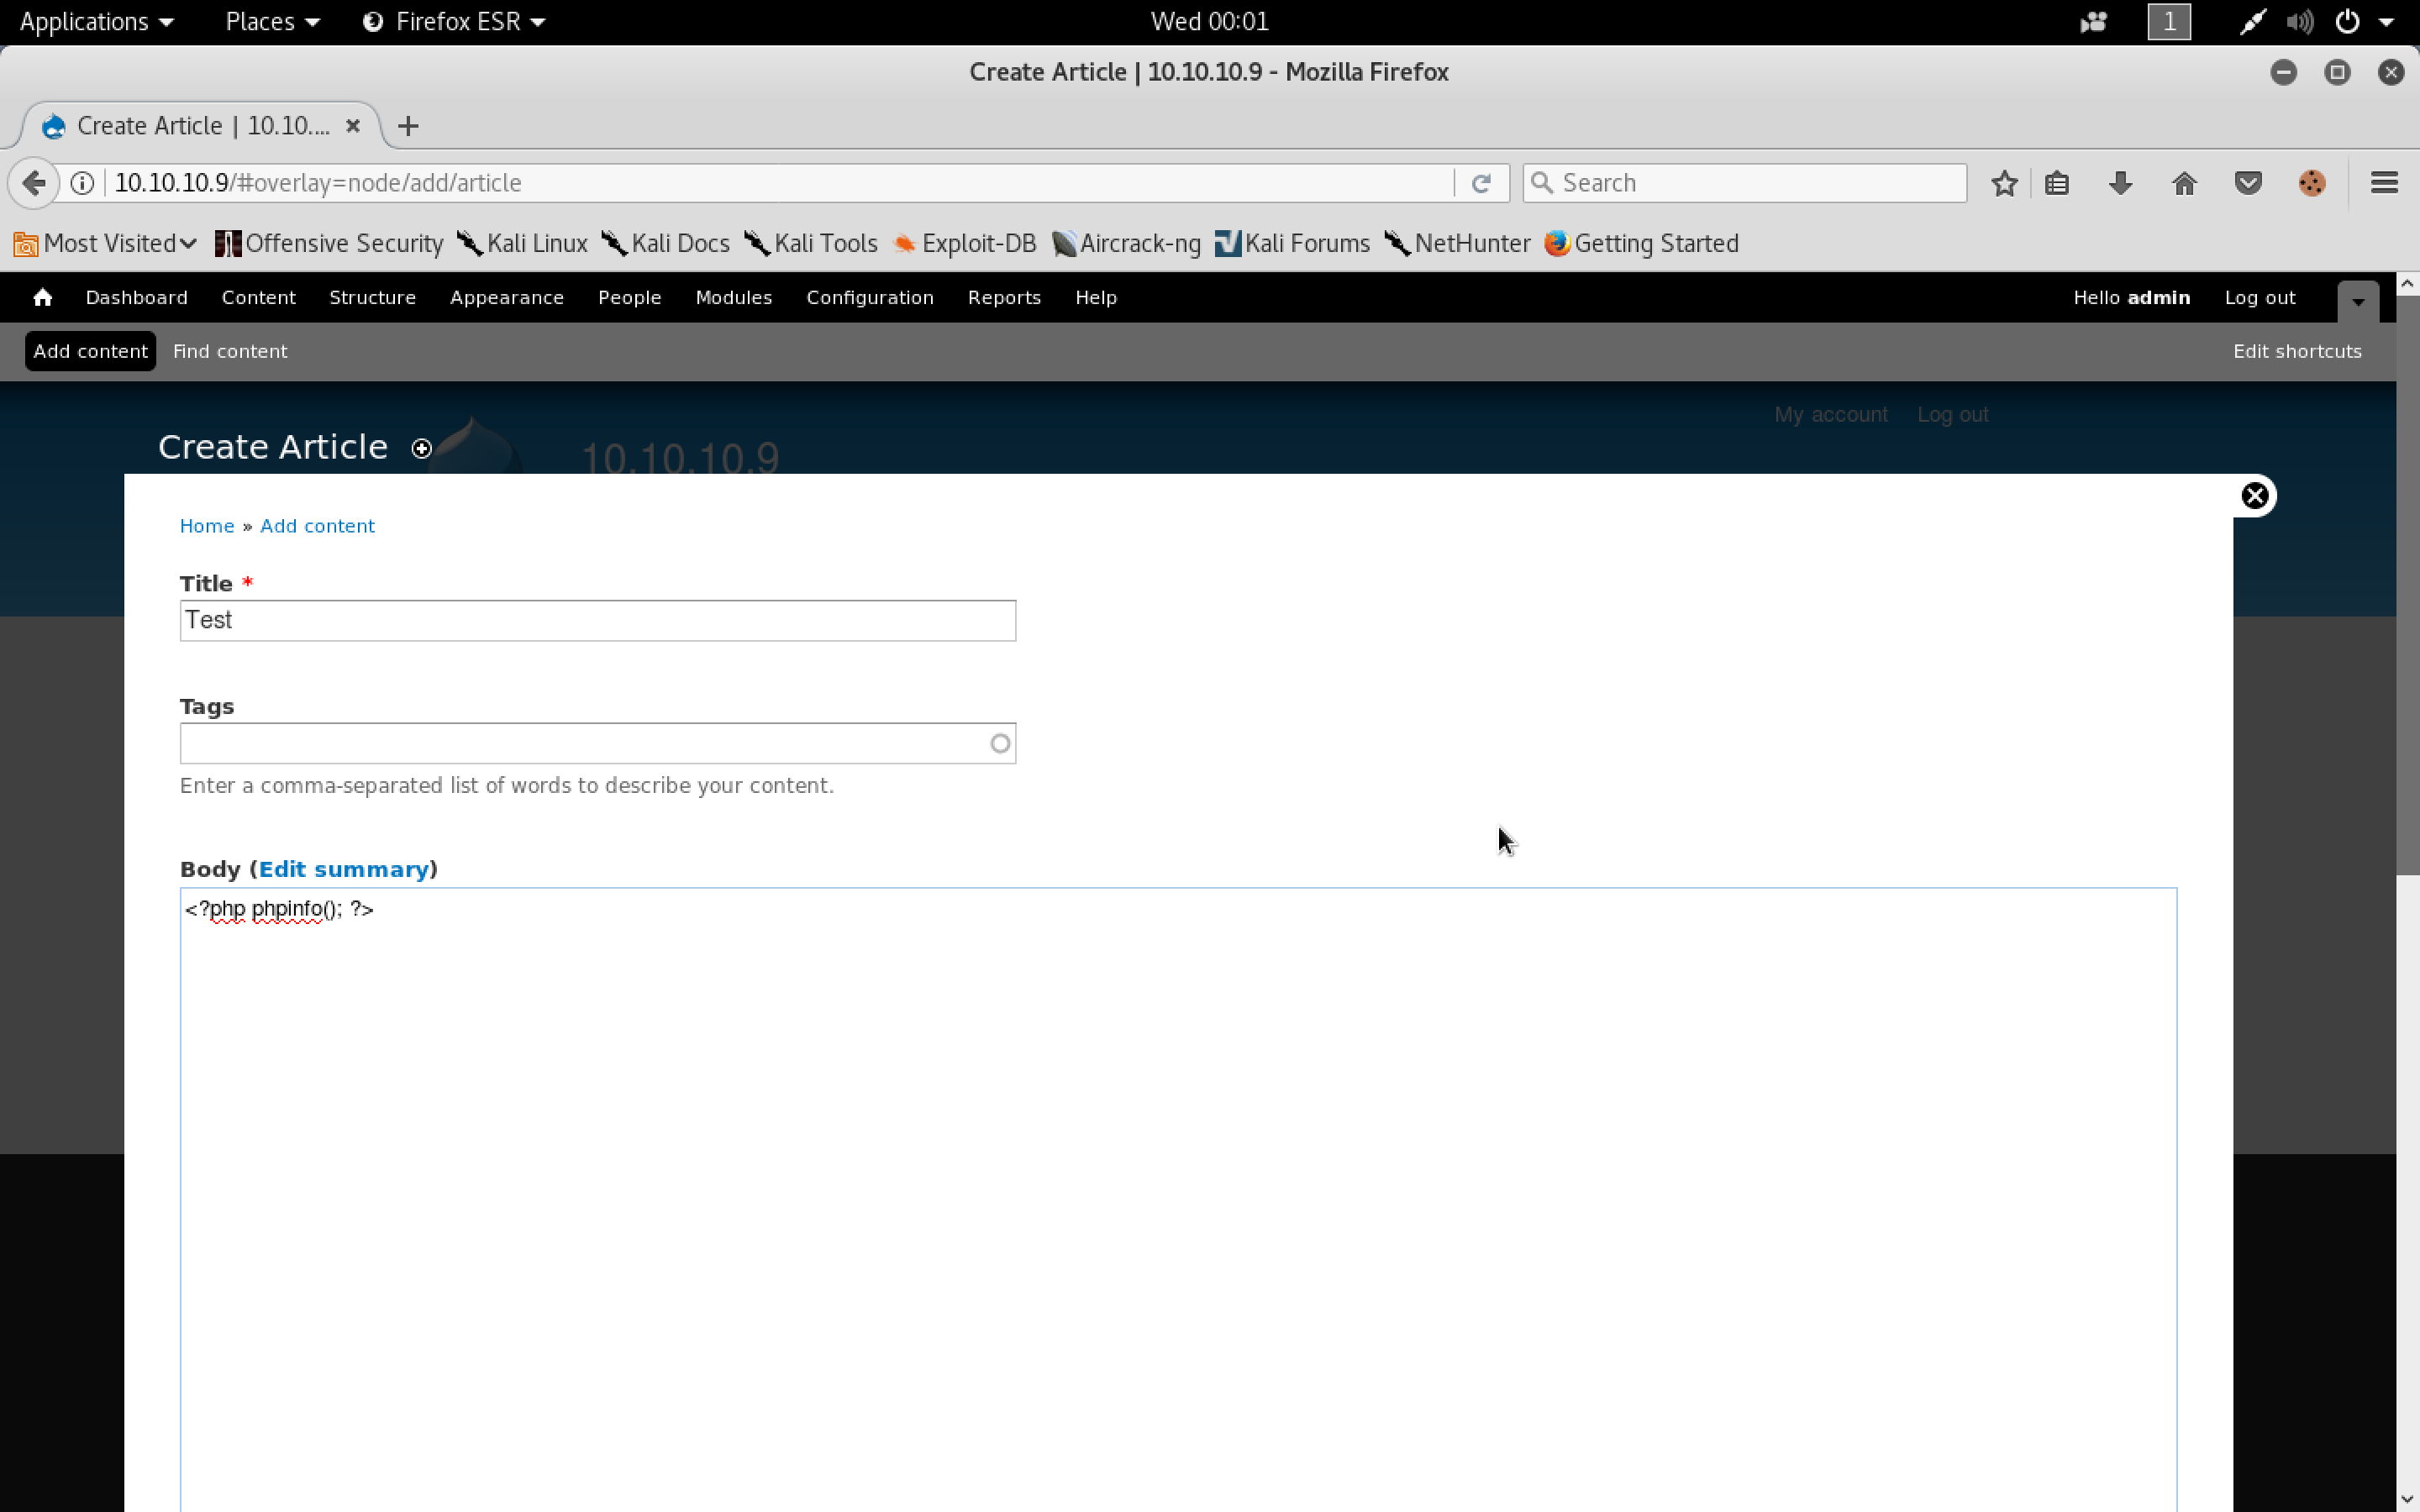 Applications Places Firefox ESR Wed 00:01 1
Create Article | 10.10.10.9 - Mozilla Firefox
Create Article | 10.10....
10.10.10.9/#overlay=node/add/article Search
Most Visited Offensive Security Kali Linux Kali Docs Kali Tools Exploit-DB Aircrack-ng Kali Forums NetHunter Getting Started
Dashboard Content Structure Appearance People Modules Configuration Reports Help Hello admin Log out
Add content Find content Edit shortcuts
My account Log out
Create Article 10.10.10.9
Home » Add content
Title *
Test
Tags
Enter a comma-separated list of words to describe your content.
Body (Edit summary)
<?php phpinfo(); ?>